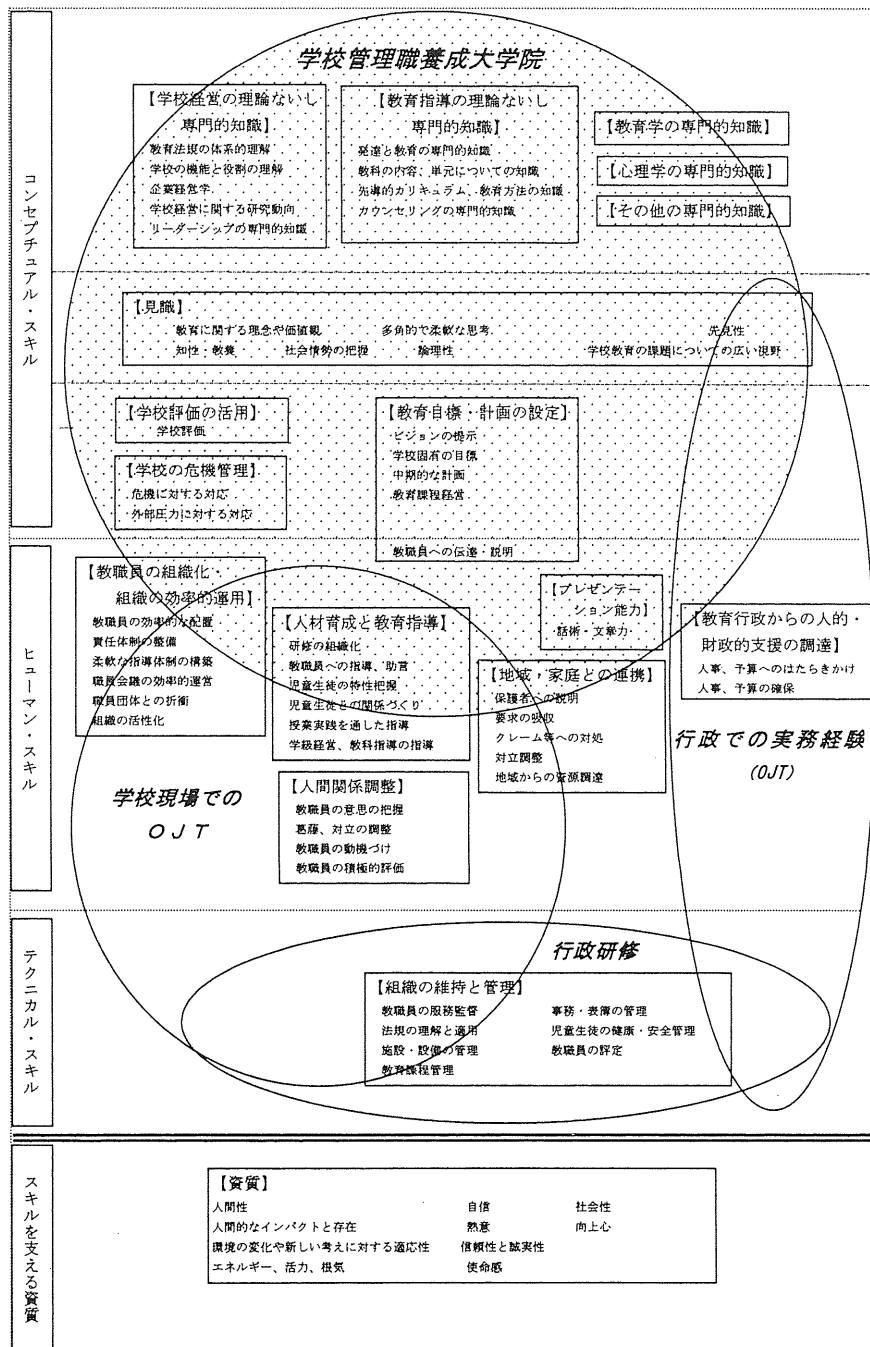 学校管理職養成大学院
コンセプチュアル・スキル
【学校経営の理論ないし
専門的知識】
教育法規の体系的理解
学校の機能と役割の理解
企業経営学
学校経営に関する研究動向
リーダーシップの専門的知識
【教育指導の理論ないし
専門的知識】
発達と教育の専門的知識
教科の内容、単元についての知識
先導的カリキュラム、教育方法の知識
カウンセリングの専門的知識
【教育学の専門的知識】
【心理学の専門的知識】
【その他の専門的知識】
【見識】
教育に関する理念や価値観 多角的で柔軟な思考 先見性
知性・教養 社会情勢の把握 論理性 学校教育の課題についての広い視野
【学校評価の活用】
学校評価
【学校の危機管理】
危機に対する対応
外部圧力に対する対応
【教育目標・計画の設定】
ビジョンの提示
学校固有の目標
中期的な計画
教育課程経営
教職員への伝達・説明
ヒューマン・スキル
【教職員の組織化・
組織の効率的運用】
教職員の効率的な配置
責任体制の整備
柔軟な指導体制の構築
職員会議の効率的運営
職員団体との折衝
組織の活性化
【人材育成と教育指導】
研修の組織化
教職員への指導、助言
児童生徒の特性把握
児童生徒との関係づくり
授業実践を通した指導
学級経営、教科指導の指導
【プレゼンテー
ション能力】
話術・文章力
【地域・家庭との連携】
保護者への説明
要求の吸収
クレーム等への対処
対立調整
地域からの資源調達
【教育行政からの人的・
財政的支援の調達】
人事、予算へのはたらきかけ
人事、予算の確保
行政での実務経験
(OJT)
学校現場での
OJT
【人間関係調整】
教職員の意思の把握
葛藤、対立の調整
教職員の動機づけ
教職員の積極的評価
テクニカル・スキル
行政研修
【組織の維持と管理】
教職員の服務監督 事務・表簿の管理
法規の理解と適用 児童生徒の健康・安全管理
施設・設備の管理 教職員の評定
教育課程管理
スキルを支える資質
【資質】
人間性 自信 社会性
人間的なインパクトと存在 熱意 向上心
環境の変化や新しい考えに対する適応性 信頼性と誠実性
エネルギー、活力、根気 使命感